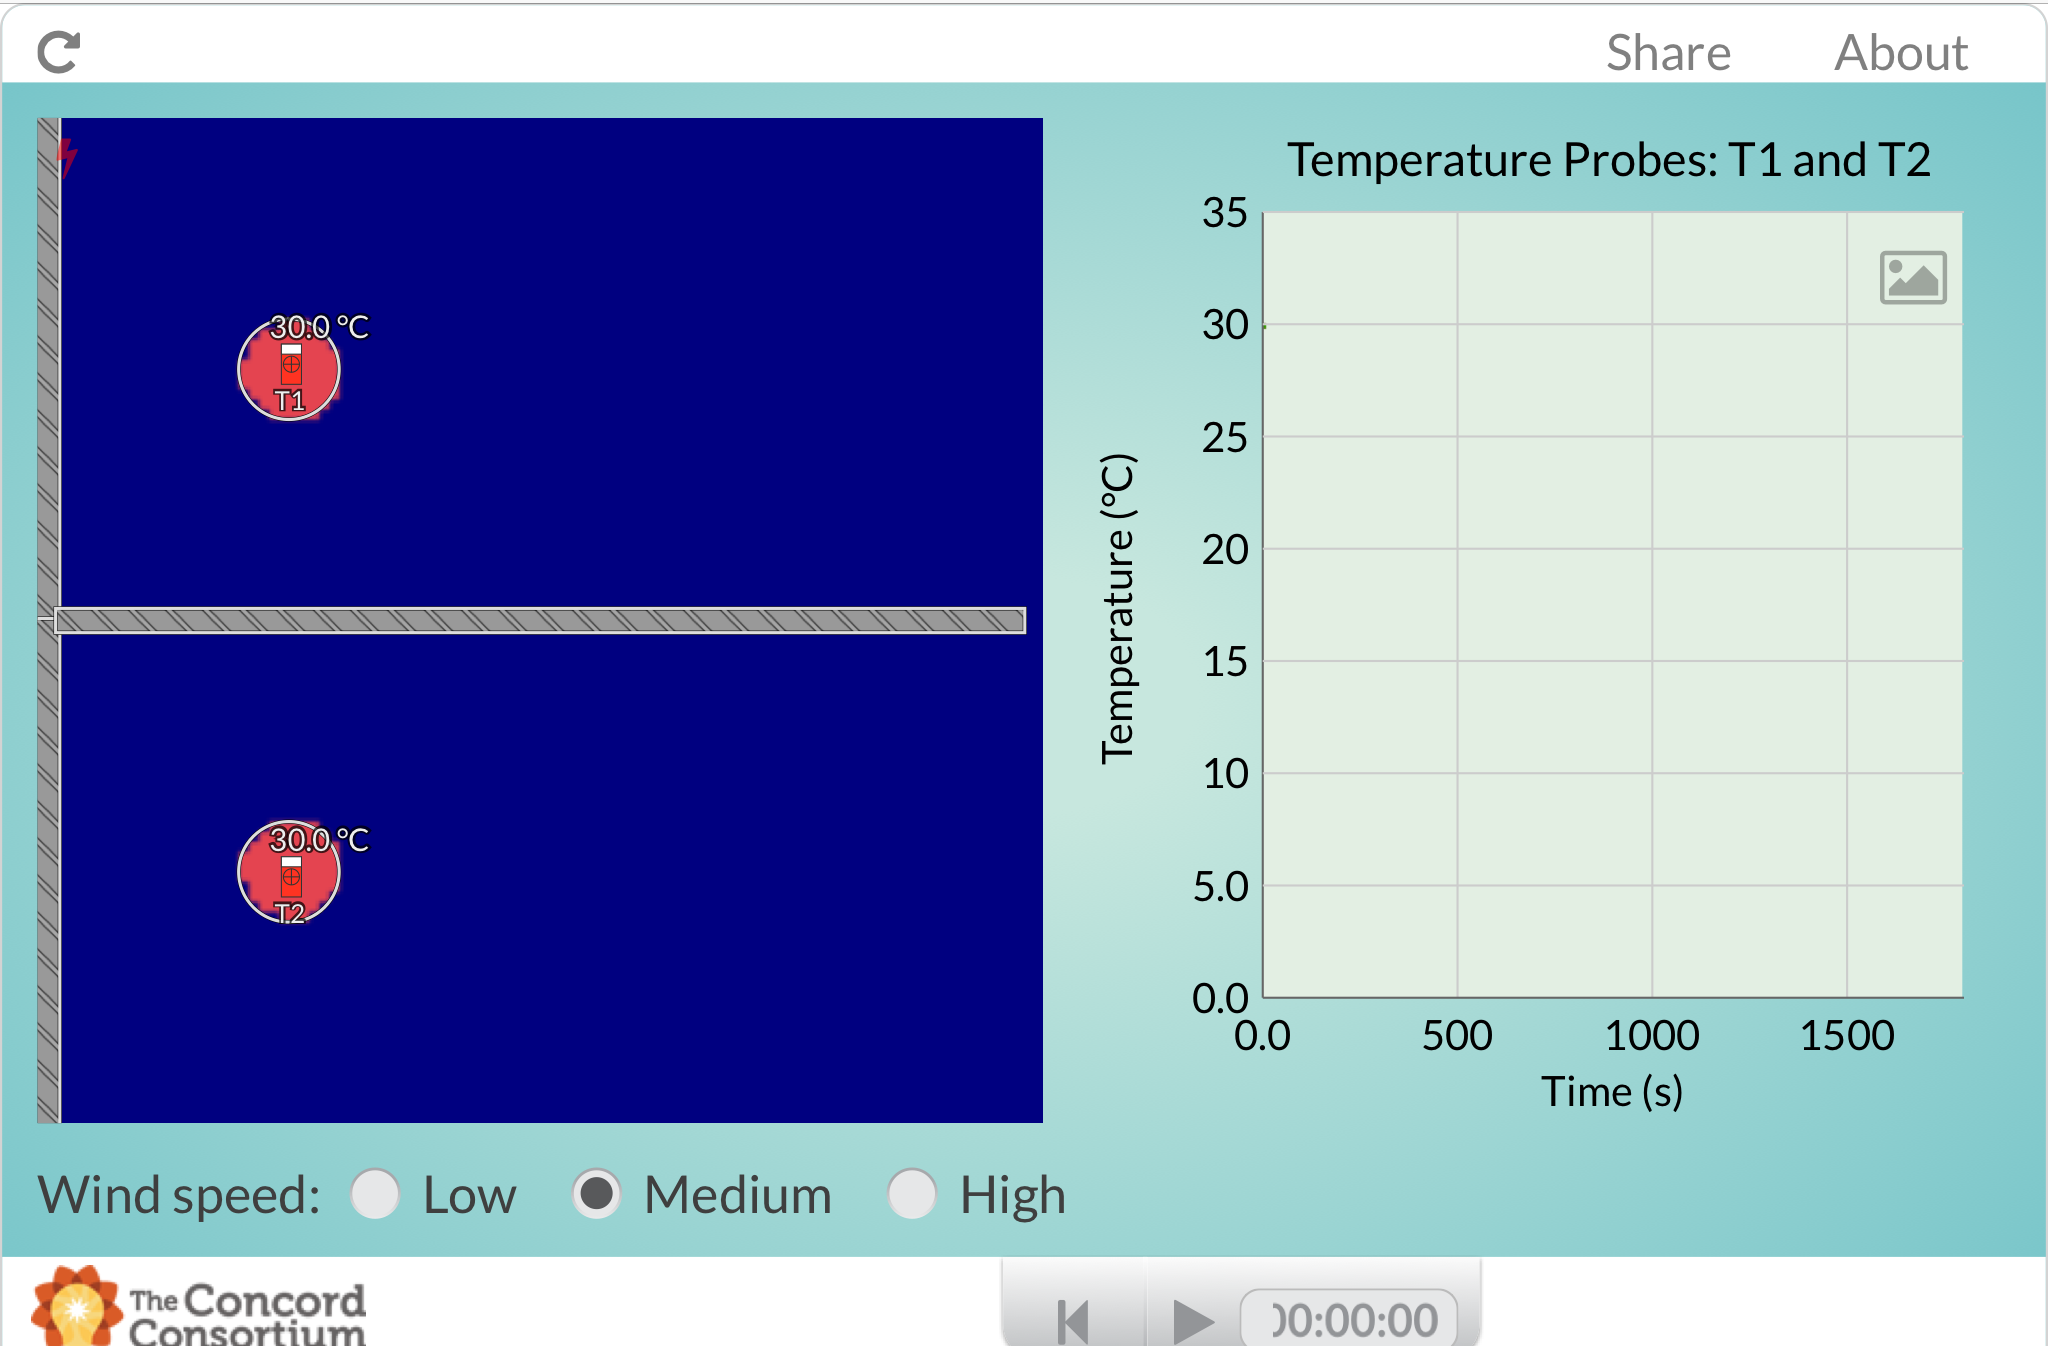 Share About
Temperature Probes: T1 and T2
35
30
25
20
15
10
5.0
0.0
Temperature (°C)
0.0 500 1000 1500
Time (s)
30.0 °C
T1
30.0 °C
T2
Wind speed: Low Medium High
The Concord
Consortium
00:00:00